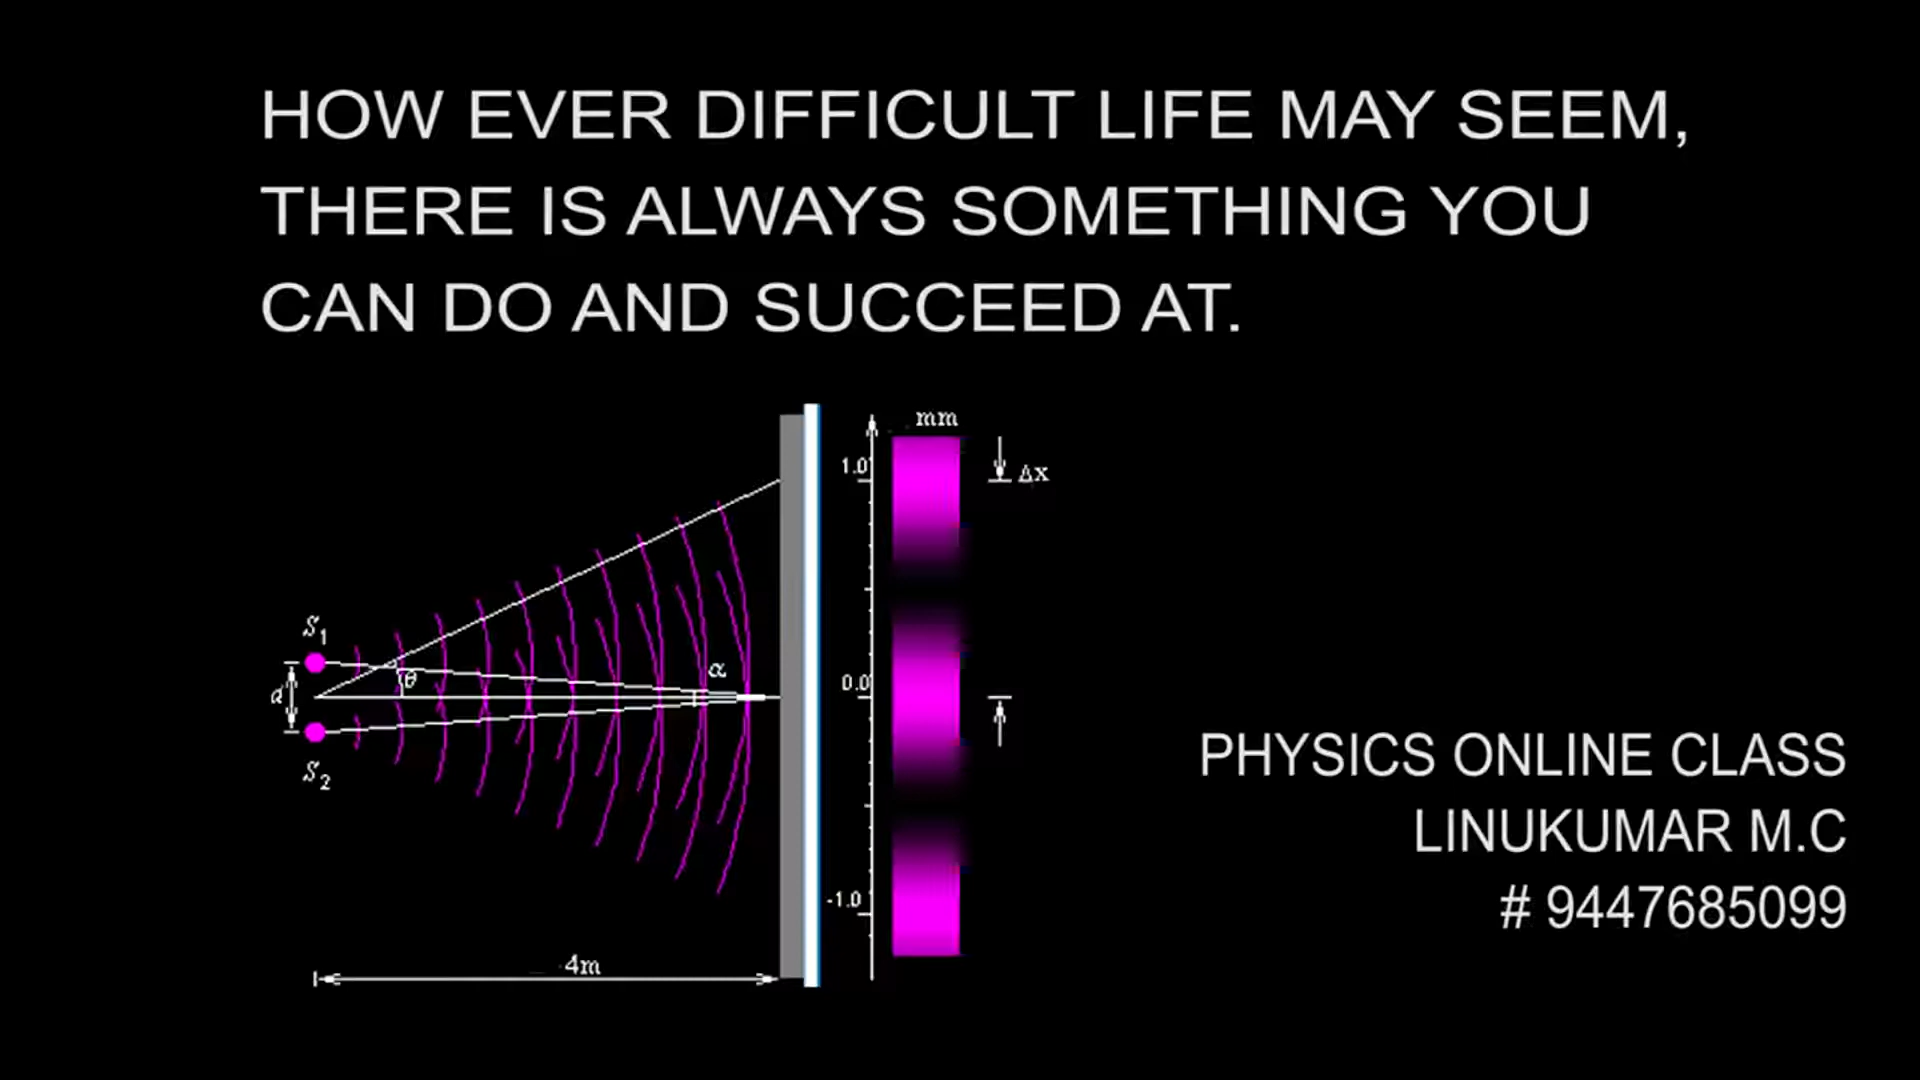 HOW EVER DIFFICULT LIFE MAY SEEM,
THERE IS ALWAYS SOMETHING YOU
CAN DO AND SUCCEED AT.
mm
1.0
Δx
S1
α
θ
d
0.0
S2
PHYSICS ONLINE CLASS
LINUKUMAR M.C
# 9447685099
-1.0
4m